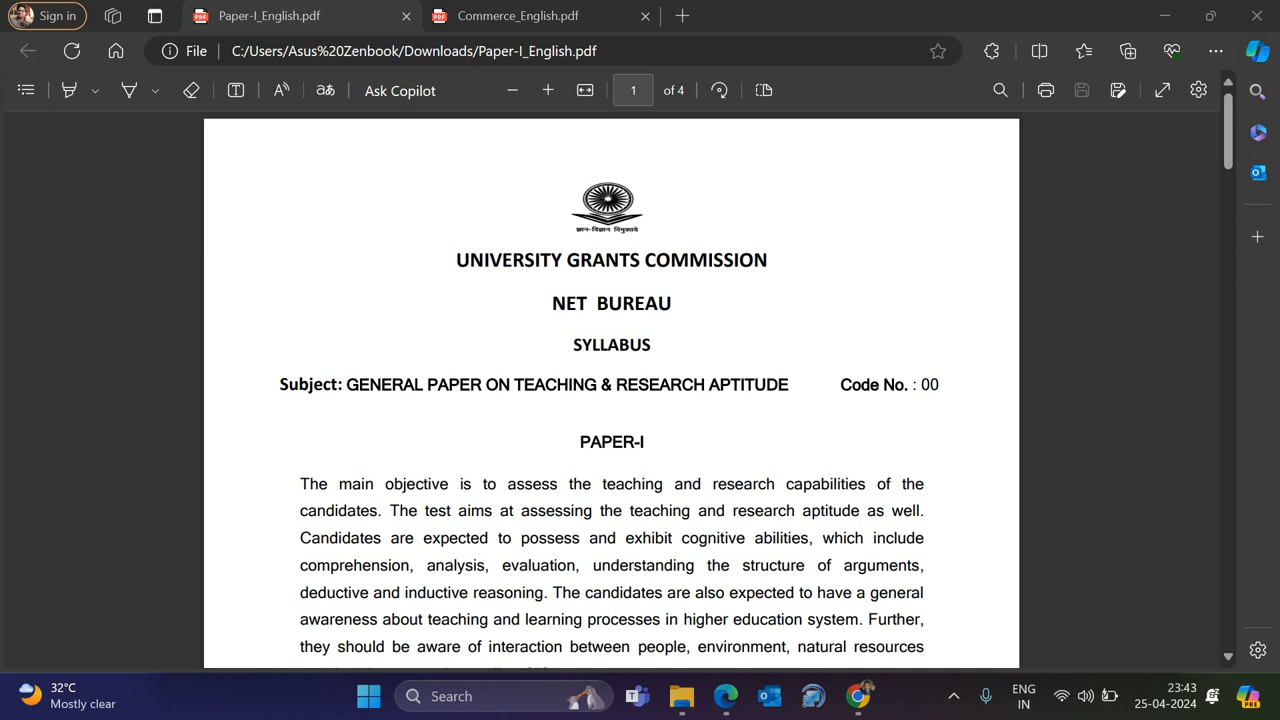 Sign in
Paper-I_English.pdf
Commerce_English.pdf
File
C:/Users/Asus%20Zenbook/Downloads/Paper-I_English.pdf
aあ
Ask Copilot
1
of 4
ज्ञान-विज्ञान विमुक्तये
UNIVERSITY GRANTS COMMISSION
NET BUREAU
SYLLABUS
Subject: GENERAL PAPER ON TEACHING & RESEARCH APTITUDE Code No. : 00
PAPER-I
The main objective is to assess the teaching and research capabilities of the
candidates. The test aims at assessing the teaching and research aptitude as well.
Candidates are expected to possess and exhibit cognitive abilities, which include
comprehension, analysis, evaluation, understanding the structure of arguments,
deductive and inductive reasoning. The candidates are also expected to have a general
awareness about teaching and learning processes in higher education system. Further,
they should be aware of interaction between people, environment, natural resources
32°C
Mostly clear
Search
ENG
IN
23:43
25-04-2024
PRE